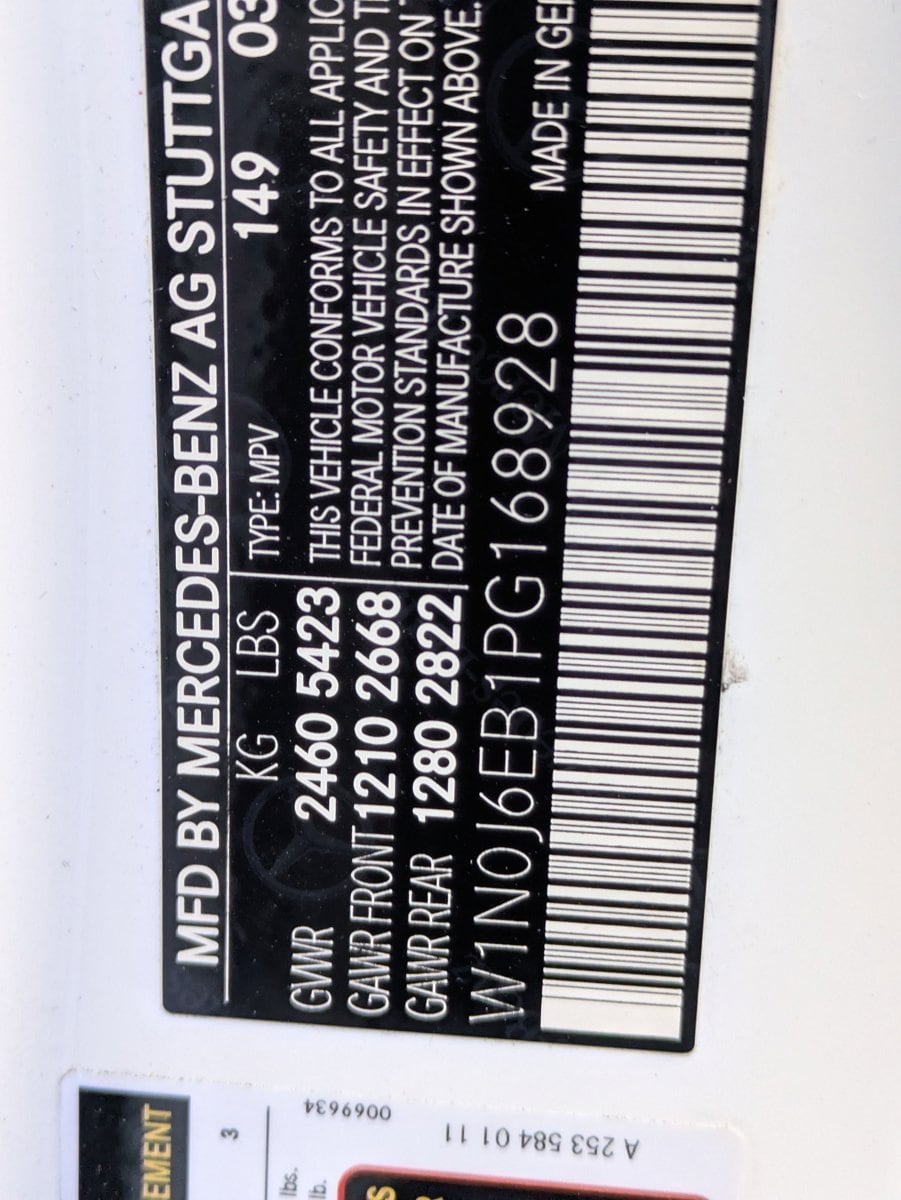 MFD BY MERCEDES-BENZ AG STUTTGA
KG LBS TYPE: MPV 149 03
GVWR 2460 5423
GAWR FRONT 1210 2668
GAWR REAR 1280 2822
THIS VEHICLE CONFORMS TO ALL APPLIC
FEDERAL MOTOR VEHICLE SAFETY AND T
PREVENTION STANDARDS IN EFFECT ON
DATE OF MANUFACTURE SHOWN ABOVE.
W1N0J6EB1PG168928
MADE IN GE
EMENT
3
lbs.
lb.
0069634
A 253 584 01 11